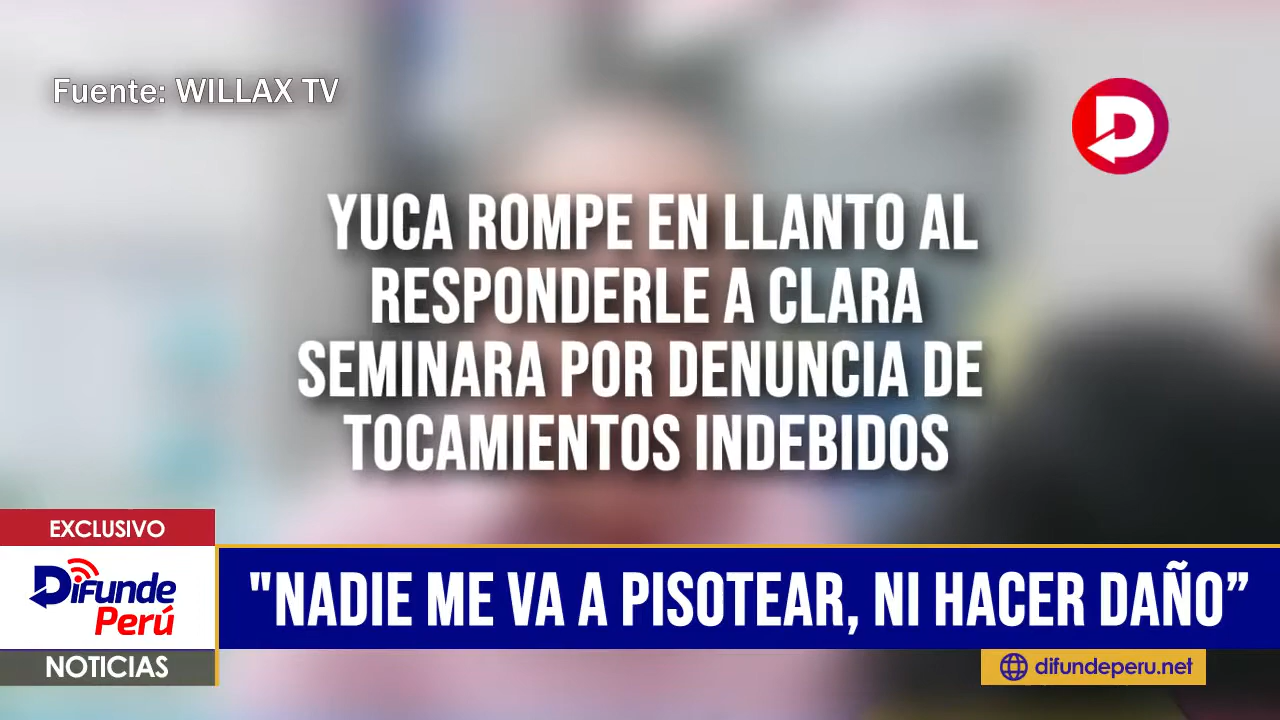 Fuente: WILLAX TV
D
YUCA ROMPE EN LLANTO AL
RESPONDERLE A CLARA
SEMINARA POR DENUNCIA DE
TOCAMIENTOS INDEBIDOS
EXCLUSIVO
Difunde
Perú
NOTICIAS
"NADIE ME VA A PISOTEAR, NI HACER DAÑO”
difundeperu.net